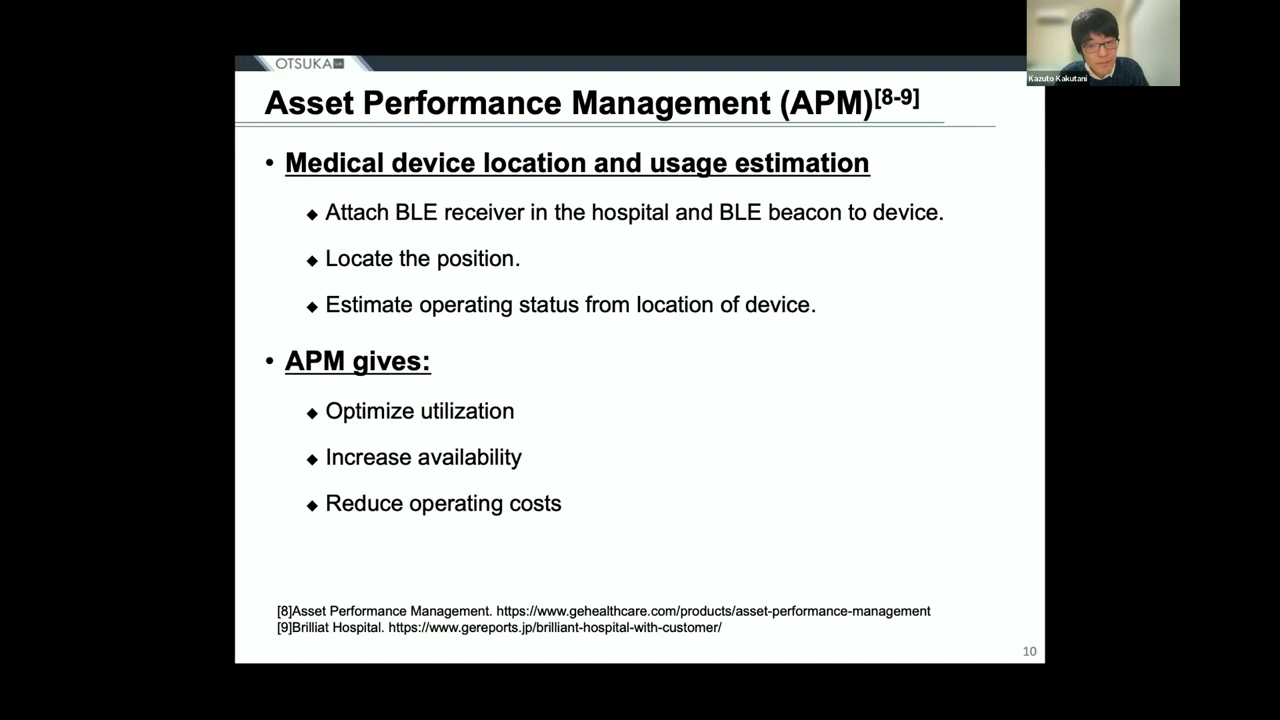 OTSUKA
Kazuto Kakutani
Asset Performance Management (APM)[8-9]
• Medical device location and usage estimation
◆ Attach BLE receiver in the hospital and BLE beacon to device.
◆ Locate the position.
◆ Estimate operating status from location of device.
• APM gives:
◆ Optimize utilization
◆ Increase availability
◆ Reduce operating costs
[8]Asset Performance Management. https://www.gehealthcare.com/products/asset-performance-management
[9]Brilliat Hospital. https://www.gereports.jp/brilliant-hospital-with-customer/
10